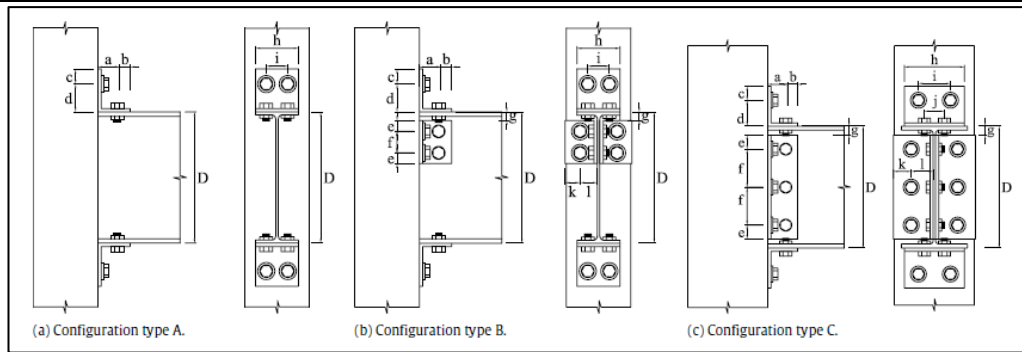 a b
c
d
D
h
i
D
(a) Configuration type A.
a b
c
d
e
f
e
g
D
h
i
g
k l
D
(b) Configuration type B.
a b
c
d
e
f
f
e
g
D
h
i
j
g
k l
D
(c) Configuration type C.